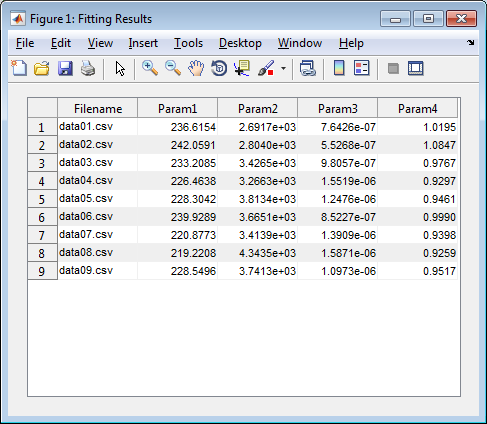 Figure 1: Fitting Results
File Edit View Insert Tools Desktop Window Help
Filename Param1 Param2 Param3 Param4
1 data01.csv 236.6154 2.6917e+03 7.6426e-07 1.0195
2 data02.csv 242.0591 2.8040e+03 5.5268e-07 1.0847
3 data03.csv 233.2085 3.4265e+03 9.8057e-07 0.9767
4 data04.csv 226.4638 3.2663e+03 1.5519e-06 0.9297
5 data05.csv 228.3042 3.8134e+03 1.2476e-06 0.9461
6 data06.csv 239.9289 3.6651e+03 8.5227e-07 0.9990
7 data07.csv 220.8773 3.4139e+03 1.3909e-06 0.9398
8 data08.csv 219.2208 4.3435e+03 1.5871e-06 0.9259
9 data09.csv 228.5496 3.7413e+03 1.0973e-06 0.9517